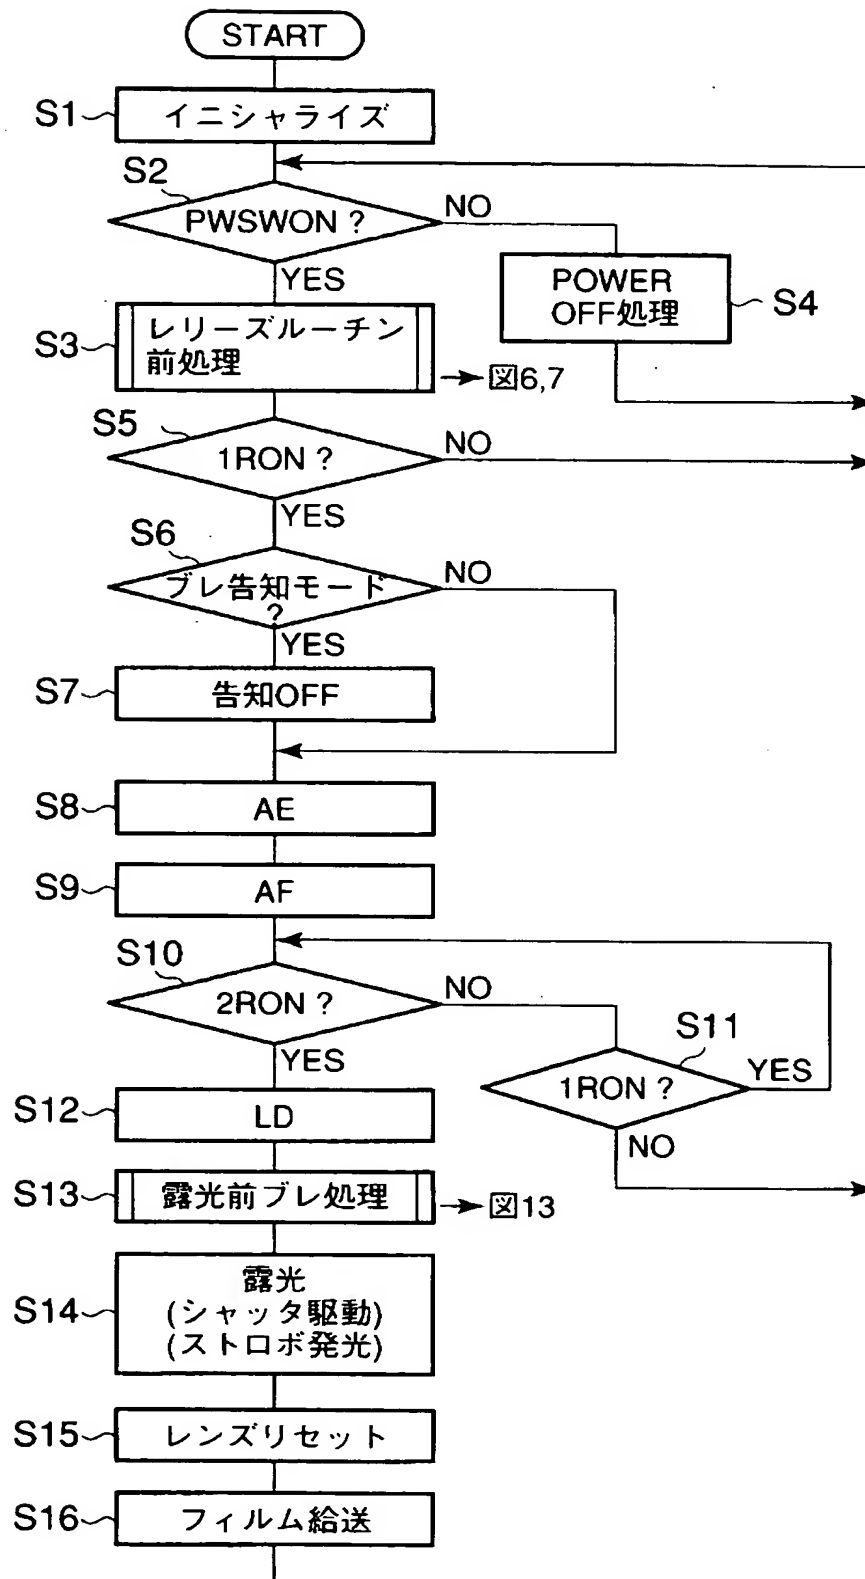 START
S1
イニシャライズ
S2
PWSWON ?
NO
YES
POWER
OFF処理
S4
S3
レリーズルーチン
前処理
図6,7
S5
1RON ?
NO
YES
S6
ブレ告知モード
?
NO
YES
S7
告知OFF
S8
AE
S9
AF
S10
2RON ?
NO
YES
S11
1RON ?
YES
NO
S12
LD
S13
露光前ブレ処理
図13
S14
露光
(シャッタ駆動)
(ストロボ発光)
S15
レンズリセット
S16
フィルム給送